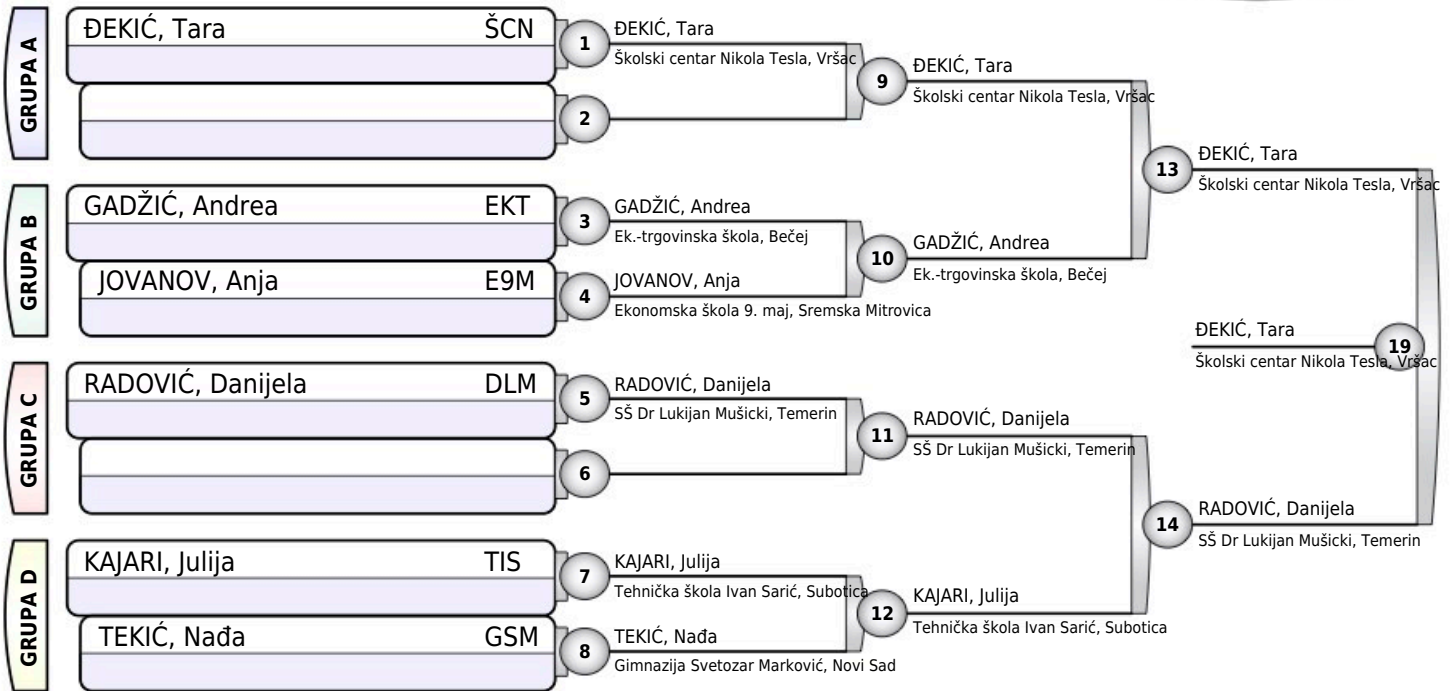 GRUPA A
ĐEKIĆ, Tara ŠCN
1
2
GRUPA B
GADŽIĆ, Andrea EKT
3
JOVANOV, Anja E9M
4
GRUPA C
RADOVIĆ, Danijela DLM
5
6
GRUPA D
KAJARI, Julija TIS
7
TEKIĆ, Nađa GSM
8
ĐEKIĆ, Tara
Školski centar Nikola Tesla, Vršac
GADŽIĆ, Andrea
Ek.-trgovinska škola, Bečej
JOVANOV, Anja
Ekonomska škola 9. maj, Sremska Mitrovica
RADOVIĆ, Danijela
SŠ Dr Lukijan Mušicki, Temerin
KAJARI, Julija
Tehnička škola Ivan Sarić, Subotica
TEKIĆ, Nađa
Gimnazija Svetozar Marković, Novi Sad
9
ĐEKIĆ, Tara
Školski centar Nikola Tesla, Vršac
10
GADŽIĆ, Andrea
Ek.-trgovinska škola, Bečej
11
RADOVIĆ, Danijela
SŠ Dr Lukijan Mušicki, Temerin
12
KAJARI, Julija
Tehnička škola Ivan Sarić, Subotica
13
ĐEKIĆ, Tara
Školski centar Nikola Tesla, Vršac
14
RADOVIĆ, Danijela
SŠ Dr Lukijan Mušicki, Temerin
ĐEKIĆ, Tara
19
Školski centar Nikola Tesla, Vršac